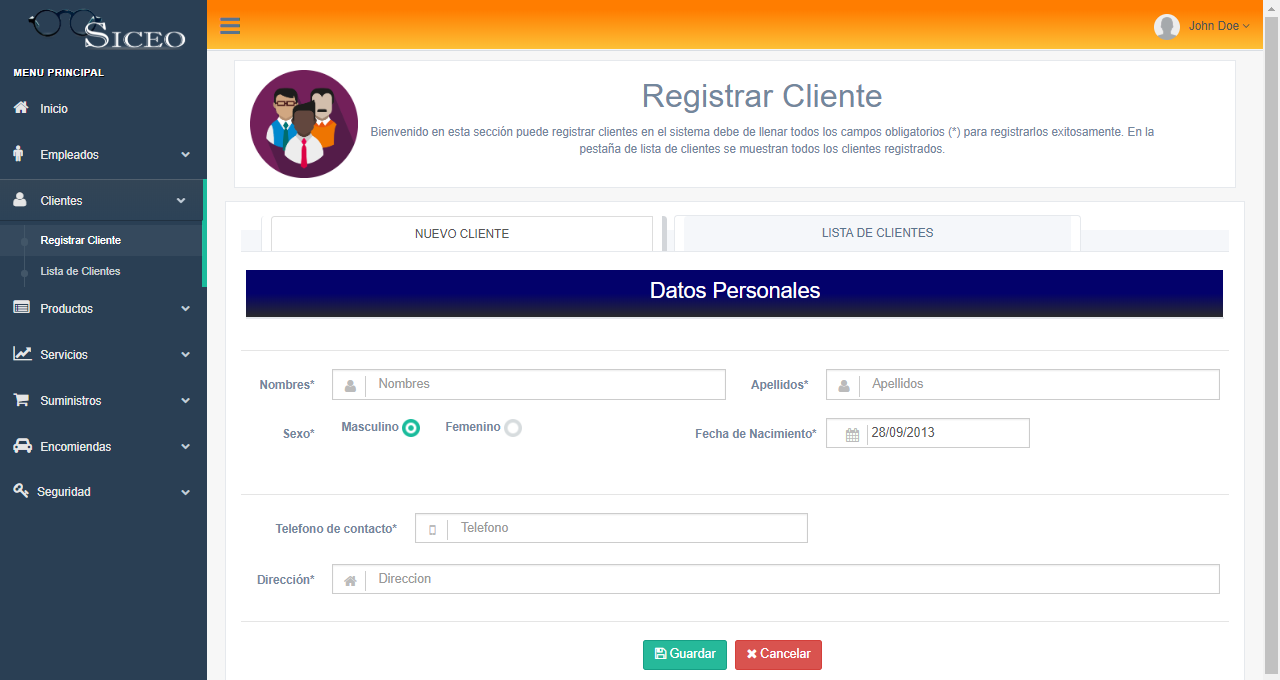 SICEO
John Doe
MENU PRINCIPAL
Inicio
Empleados
Clientes
Registrar Cliente
Lista de Clientes
Productos
Servicios
Suministros
Encomiendas
Seguridad
Registrar Cliente
Bienvenido en esta sección puede registrar clientes en el sistema debe de llenar todos los campos obligatorios (*) para registrarlos exitosamente. En la
pestaña de lista de clientes se muestran todos los clientes registrados.
NUEVO CLIENTE
LISTA DE CLIENTES
Datos Personales
Nombres* Nombres
Apellidos* Apellidos
Sexo* Masculino Femenino
Fecha de Nacimiento* 28/09/2013
Telefono de contacto* Telefono
Dirección* Direccion
Guardar
Cancelar